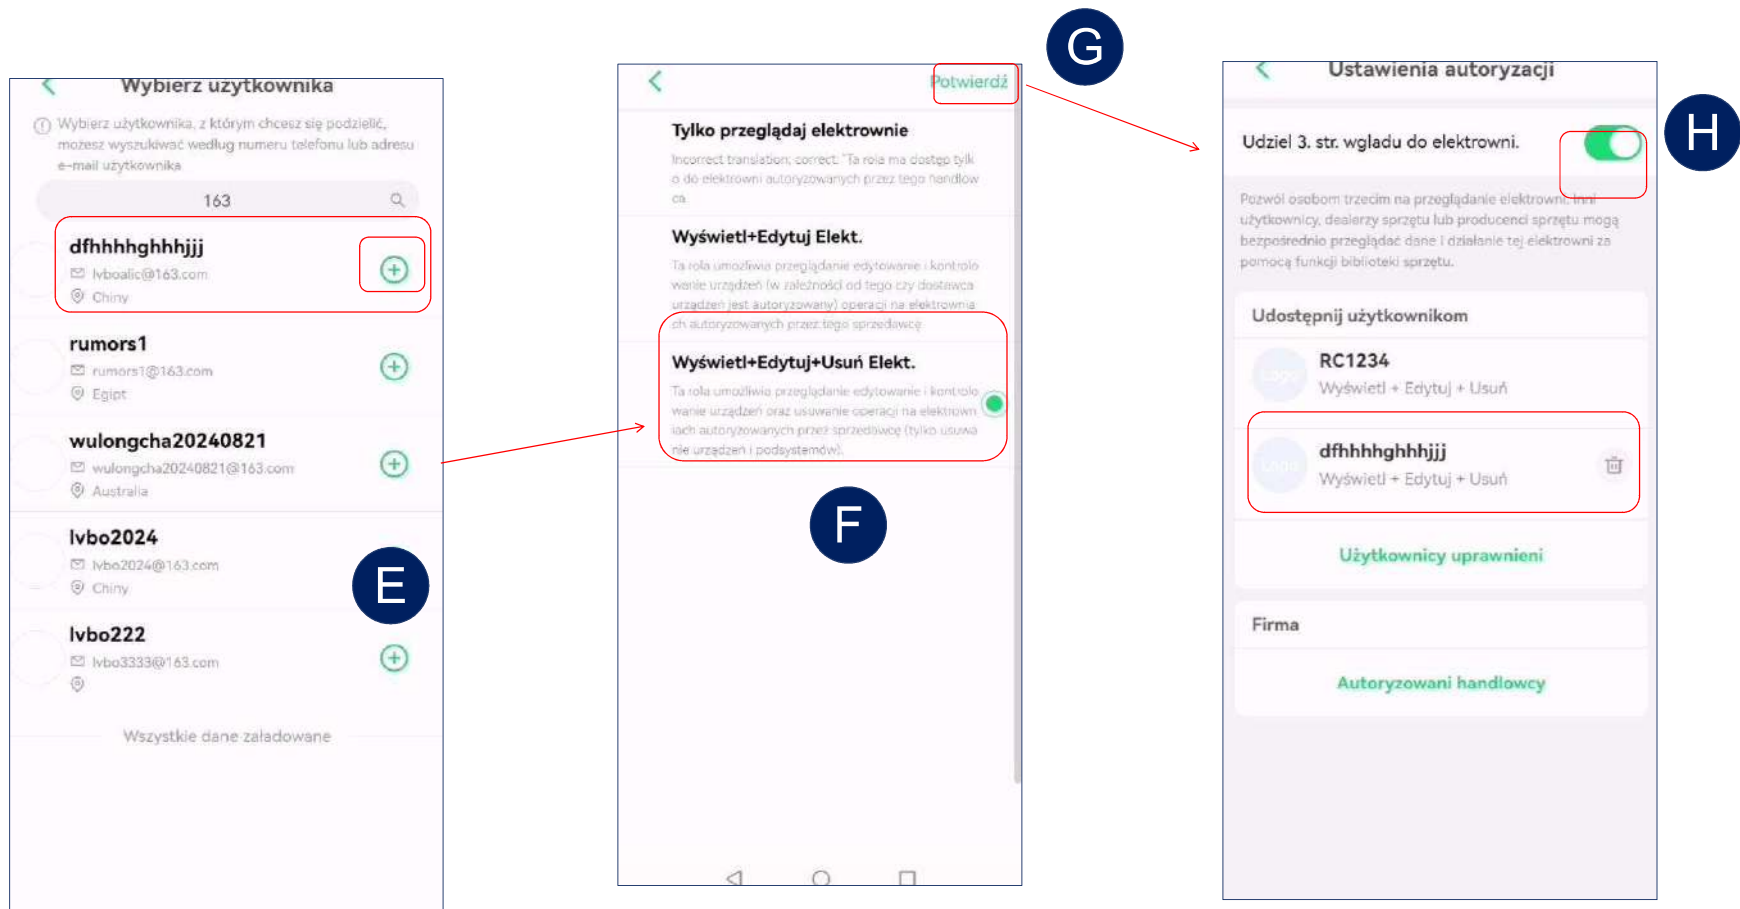 Wybierz użytkownika
Wybierz użytkownika, z którym chcesz się podzielić,
możesz wyszukiwać według numeru telefonu lub adresu
e-mail użytkownika
163
dfhhhhghhhjjj
lvboalic@163.com
Chiny
rumors1
rumors1@163.com
Egipt
wulongcha20240821
wulongcha20240821@163.com
Australia
lvbo2024
lvbo2024@163.com
Chiny
E
lvbo222
lvbo3333@163.com
Wszystkie dane załadowane
Potwierdź
Tylko przeglądaj elektrownie
Incorrect translation; correct: "Ta rola ma dostęp tylk
o do elektrowni autoryzowanych przez tego handlow
ca
Wyświetl+Edytuj Elekt.
Ta rola umożliwia przeglądanie edytowanie i kontrolo
wanie urządzeń (w zależności od tego czy dostawca
urządzeń jest autoryzowany) operacji na elektrownia
ch autoryzowanych przez tego sprzedawcę
Wyświetl+Edytuj+Usuń Elekt.
Ta rola umożliwia przeglądanie edytowanie i kontrolo
wanie urządzeń oraz usuwanie operacji na elektrown
iach autoryzowanych przez sprzedawcę (tylko usuwa
nie urządzeń i podsystemów).
F
G
Ustawienia autoryzacji
Udziel 3. str. wgladu do elektrowni.
H
Pozwól osobom trzecim na przeglądanie elektrowni. Inni
użytkownicy, dealerzy sprzętu lub producenci sprzętu mogą
bezpośrednio przeglądać dane i działanie tej elektrowni za
pomocą funkcji biblioteki sprzętu.
Udostępnij użytkownikom
Logo
RC1234
Wyświetl + Edytuj + Usuń
Logo
dfhhhhghhhjjj
Wyświetl + Edytuj + Usuń
Użytkownicy uprawnieni
Firma
Autoryzowani handlowcy